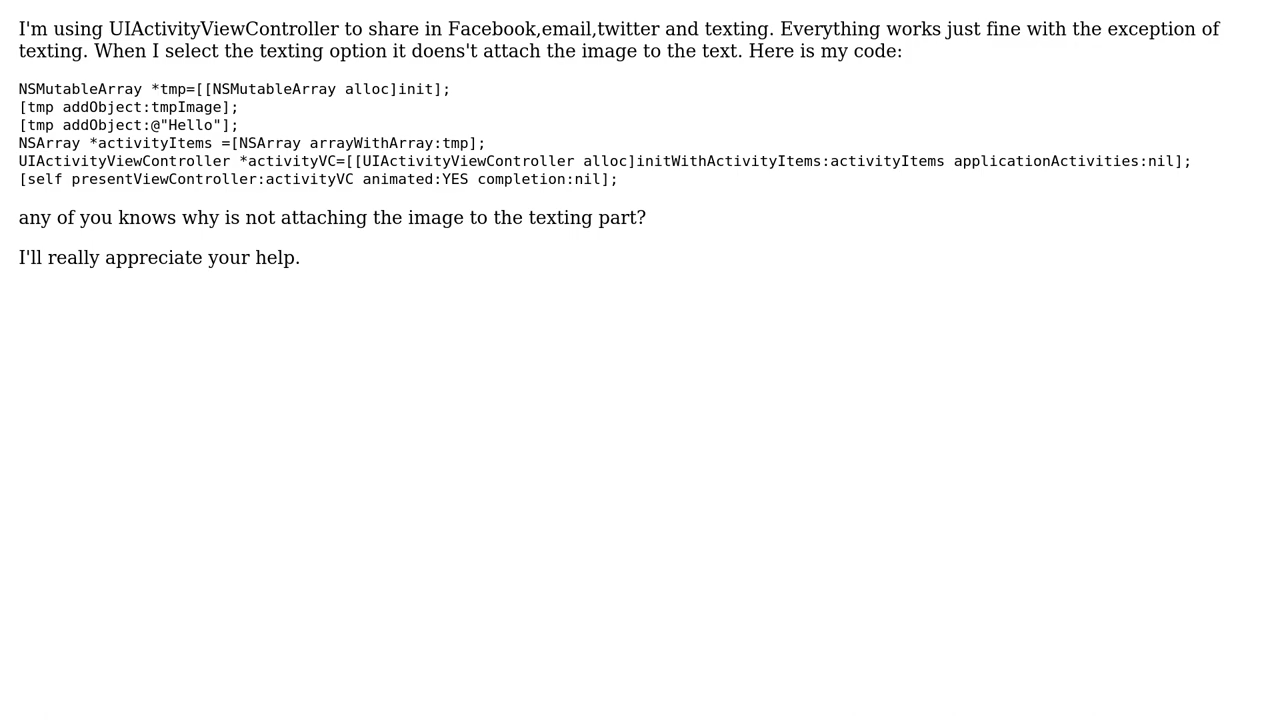 I'm using UIActivityViewController to share in Facebook,email,twitter and texting. Everything works just fine with the exception of
texting. When I select the texting option it doens't attach the image to the text. Here is my code:
NSMutableArray *tmp=[[NSMutableArray alloc]init];
[tmp addObject:tmpImage];
[tmp addObject:@"Hello"];
NSArray *activityItems =[NSArray arrayWithArray:tmp];
UIActivityViewController *activityVC=[[UIActivityViewController alloc]initWithActivityItems:activityItems applicationActivities:nil];
[self presentViewController:activityVC animated:YES completion:nil];
any of you knows why is not attaching the image to the texting part?
I'll really appreciate your help.